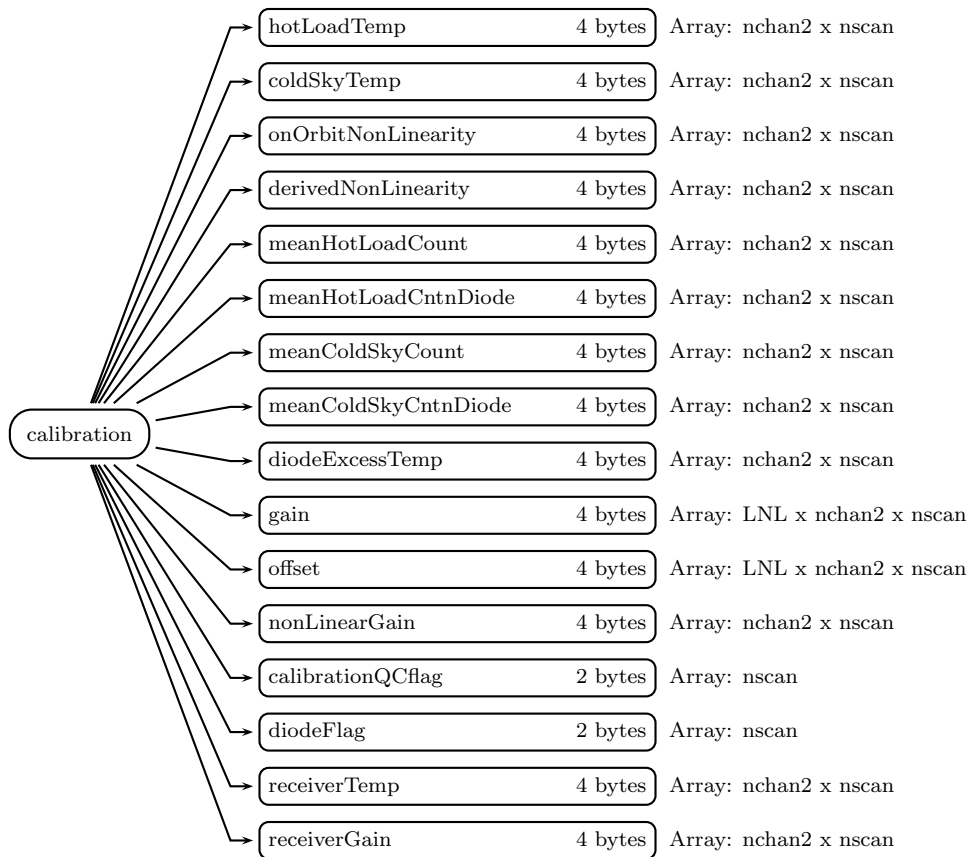 hotLoadTemp 4 bytes Array: nchan2 x nscan
coldSkyTemp 4 bytes Array: nchan2 x nscan
onOrbitNonLinearity 4 bytes Array: nchan2 x nscan
derivedNonLinearity 4 bytes Array: nchan2 x nscan
meanHotLoadCount 4 bytes Array: nchan2 x nscan
meanHotLoadCntnDiode 4 bytes Array: nchan2 x nscan
meanColdSkyCount 4 bytes Array: nchan2 x nscan
meanColdSkyCntnDiode 4 bytes Array: nchan2 x nscan
calibration
diodeExcessTemp 4 bytes Array: nchan2 x nscan
gain 4 bytes Array: LNL x nchan2 x nscan
offset 4 bytes Array: LNL x nchan2 x nscan
nonLinearGain 4 bytes Array: nchan2 x nscan
calibrationQCflag 2 bytes Array: nscan
diodeFlag 2 bytes Array: nscan
receiverTemp 4 bytes Array: nchan2 x nscan
receiverGain 4 bytes Array: nchan2 x nscan